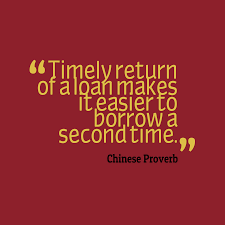 “Timely return
of a loan makes
it easier to
borrow a
second time.”
Chinese Proverb